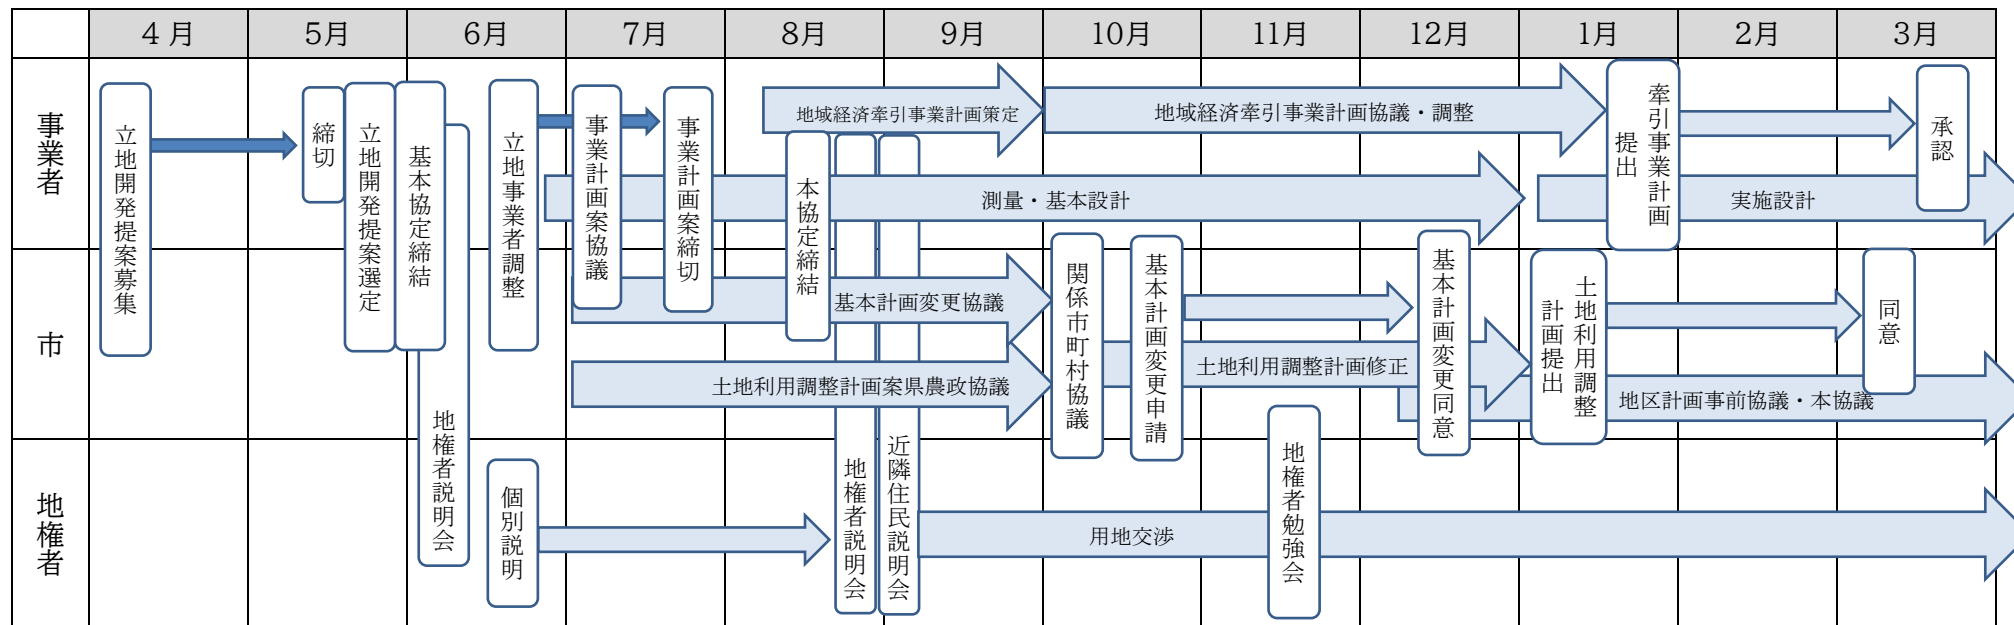 4月
5月
6月
7月
8月
9月
10月
11月
12月
1月
2月
3月
事業者
立地開発提案募集
締切
立地開発提案選定
基本協定締結
立地事業者調整
事業計画案協議
事業計画案締切
地域経済牽引事業計画策定
地域経済牽引事業計画協議・調整
牽引事業計画
提出
承認
本協定締結
測量・基本設計
実施設計
市
基本計画変更協議
関係市町村協議
基本計画変更申請
基本計画変更同意
土地利用調整
計画提出
同意
土地利用調整計画案県農政協議
土地利用調整計画修正
地区計画事前協議・本協議
地権者
地権者説明会
個別説明
地権者説明会
近隣住民説明会
用地交渉
地権者勉強会